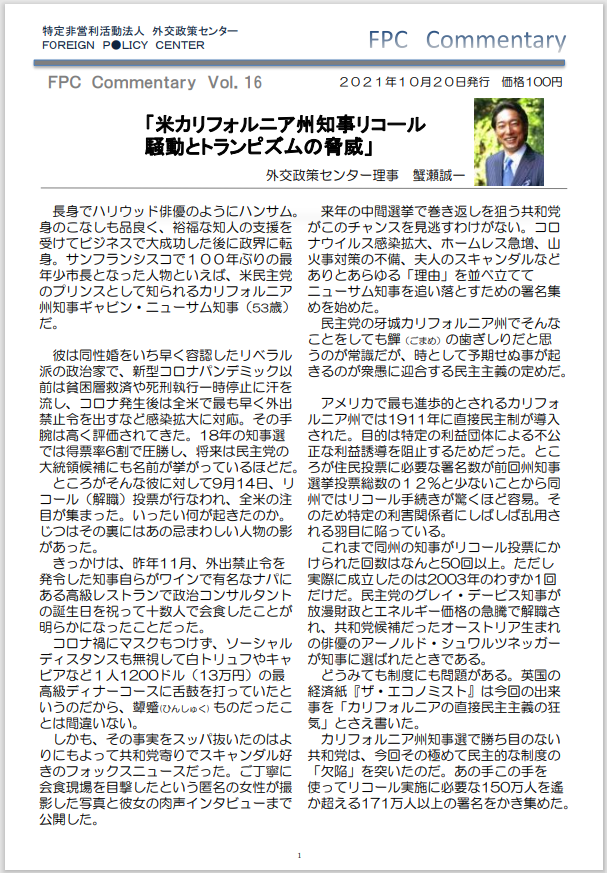 特定非営利活動法人 外交政策センター
FOREIGN P●LICY CENTER
FPC Commentary
FPC Commentary Vol.16
2021年10月20日発行 価格100円
「米カリフォルニア州知事リコール
騒動とトランピズムの脅威」
外交政策センター理事 蟹瀬誠一
長身でハリウッド俳優のようにハンサム。
身のこなしも品良く、裕福な知人の支援を
受けてビジネスで大成功した後に政界に転
身。サンフランシスコで100年ぶりの最
年少市長となった人物といえば、米民主党
のプリンスとして知られるカリフォルニア
州知事ギャビン・ニューサム知事(53歳)
だ。
彼は同性婚をいち早く容認したリベラル
派の政治家で、新型コロナパンデミック以
前は貧困層救済や死刑執行一時停止に汗を
流し、コロナ発生後は全米で最も早く外出
禁止令を出すなど感染拡大に対応。その手
腕は高く評価されてきた。18年の知事選
では得票率6割で圧勝し、将来は民主党の
大統領候補にも名前が挙がっているほどだ。
ところがそんな彼に対して9月14日、リ
コール(解職)投票が行なわれ、全米の注
目が集まった。いったい何が起きたのか。
じつはその裏にはあの忌まわしい人物の影
があった。
きっかけは、昨年11月、外出禁止令を
発令した知事自らがワインで有名なナパに
ある高級レストランで政治コンサルタント
の誕生日を祝って十数人で会食したことが
明らかになったことだった。
コロナ禍にマスクもつけず、ソーシャル
ディスタンスも無視して白トリュフやキャ
ビアなど1人1200ドル(13万円)の最
高級ディナーコースに舌鼓を打っていたと
いうのだから、顰蹙(ひんしゅく)ものだったこ
とは間違いない。
しかも、その事実をスッパ抜いたのはよ
りにもよって共和党寄りでスキャンダル好
きのフォックスニュースだった。ご丁寧に
会食現場を目撃したという匿名の女性が撮
影した写真と彼女の肉声インタビューまで
公開した。
来年の中間選挙で巻き返しを狙う共和党
がこのチャンスを見逃すわけがない。コロ
ナウイルス感染拡大、ホームレス急増、山
火事対策の不備、夫人のスキャンダルなど
ありとあらゆる「理由」を並べ立てて
ニューサム知事を追い落とすための署名集
めを始めた。
民主党の牙城カリフォルニア州でそんな
ことをしても鱓(ごまめ)の歯ぎしりだと思
うのが常識だが、時として予期せぬ事が起
きるのが衆愚に迎合する民主主義の定めだ。
アメリカで最も進歩的とされるカリフォ
ルニア州では1911年に直接民主制が導入
された。目的は特定の利益団体による不公
正な利益誘導を阻止するためだった。とこ
ろが住民投票に必要な署名数が前回州知事
選挙投票総数の12%と少ないことから同
州ではリコール手続きが驚くほど容易。そ
のため特定の利害関係者にしばしば乱用さ
れる羽目に陥っている。
これまで同州の知事がリコール投票にか
けられた回数はなんと50回以上。ただし
実際に成立したのは2003年のわずか1回
だけだ。民主党のグレイ・デービス知事が
放漫財政とエネルギー価格の急騰で解職さ
れ、共和党候補だったオーストリア生まれ
の俳優のアーノルド・シュワルツネッガー
が知事に選ばれたときである。
どうみても制度にも問題がある。英国の
経済紙『ザ・エコノミスト』は今回の出来
事を「カリフォルニアの直接民主主義の狂
気」とさえ書いた。
カリフォルニア州知事選で勝ち目のない
共和党は、今回その極めて民主的な制度の
「欠陥」を突いたのだ。あの手この手を
使ってリコール実施に必要な150万人を遙
か超える171万人以上の署名をかき集めた。
1